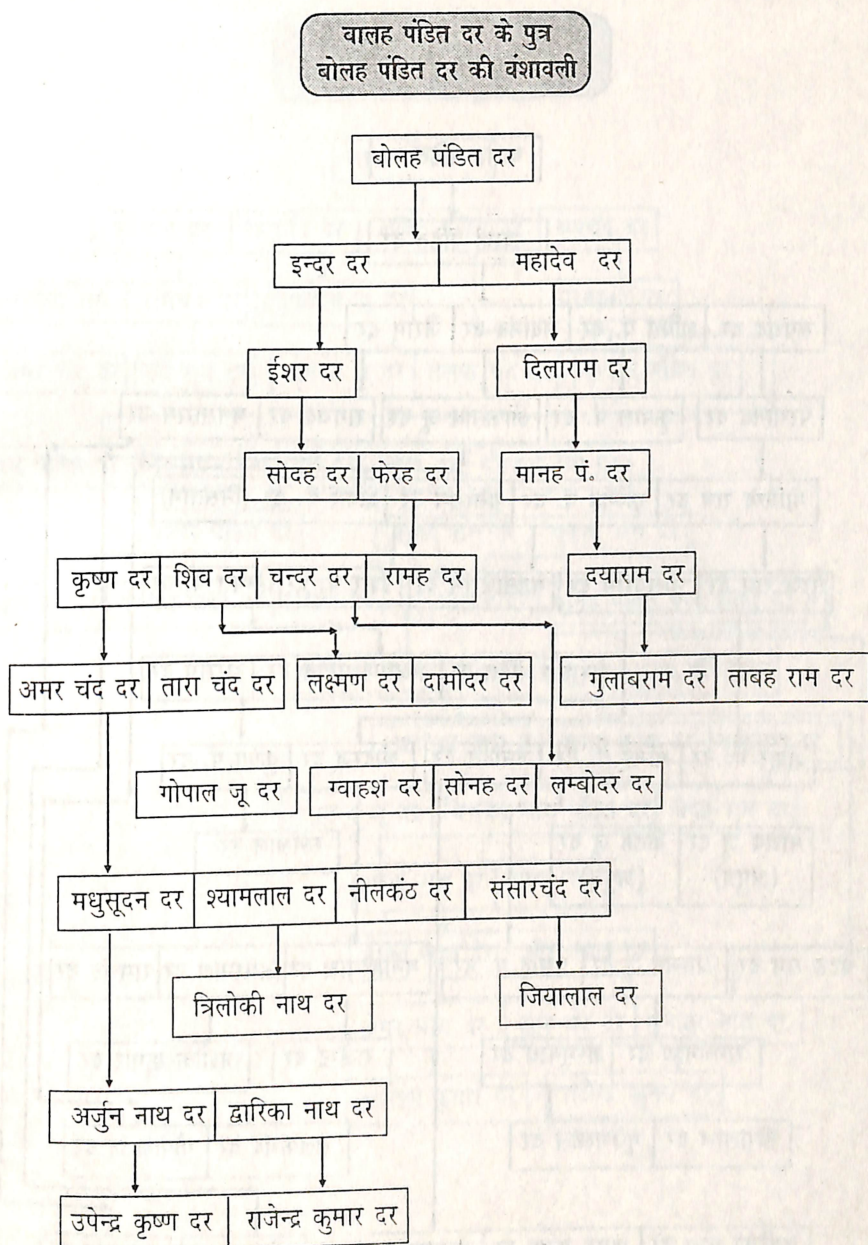 वालह पंडित दर के पुत्र
बोलह पंडित दर की वंशावली
बोलह पंडित दर
इन्दर दर महादेव दर
ईशर दर दिलाराम दर
सोदह दर फेरह दर मानह पं. दर
कृष्ण दर शिव दर चन्दर दर रामह दर दयाराम दर
अमर चंद दर तारा चंद दर लक्ष्मण दर दामोदर दर गुलाबराम दर ताबह राम दर
गोपाल जू दर ग्वाहश दर सोनह दर लम्बोदर दर
मधुसूदन दर श्यामलाल दर नीलकंठ दर संसारचंद दर
त्रिलोकी नाथ दर जियालाल दर
अर्जुन नाथ दर द्वारिका नाथ दर
उपेन्द्र कृष्ण दर राजेन्द्र कुमार दर